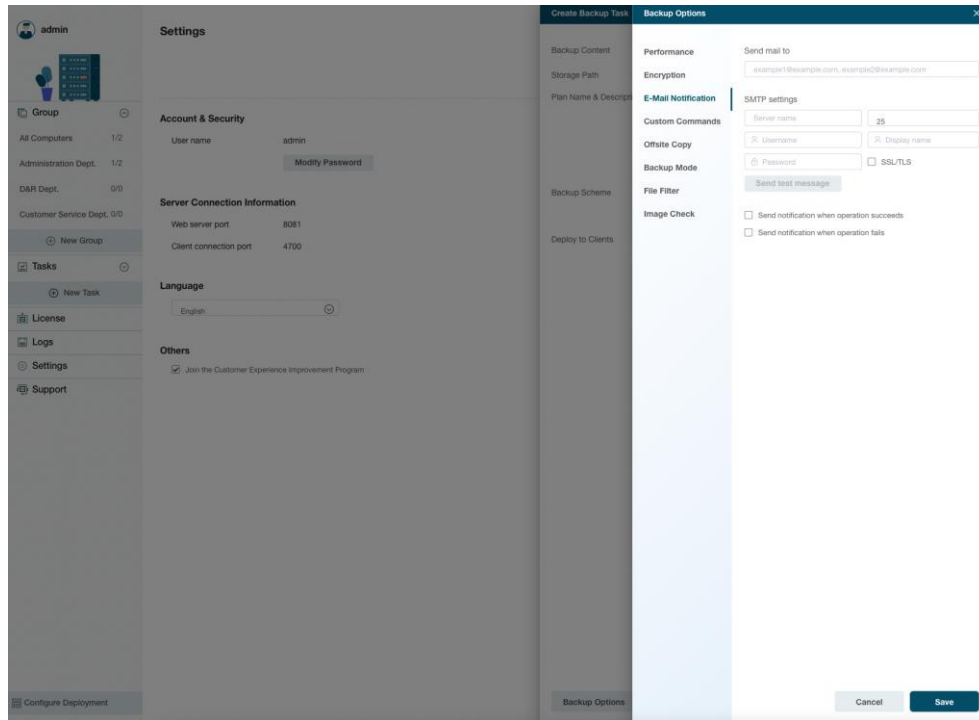 admin
Group
All Computers 1/2
Administration Dept. 1/2
D&R Dept. 0/0
Customer Service Dept. 0/0
New Group
Tasks
New Task
License
Logs
Settings
Support
Configure Deployment
Settings
Account & Security
User name admin
Modify Password
Server Connection Information
Web server port 8081
Client connection port 4700
Language
English
Others
Join the Customer Experience Improvement Program
Create Backup Task
Backup Content
Storage Path
Plan Name & Descripti
Backup Scheme
Deploy to Clients
Backup Options
Backup Options
Performance
Encryption
E-Mail Notification
Custom Commands
Offsite Copy
Backup Mode
File Filter
Image Check
Send mail to
example1@example.com, example2@example.com
SMTP settings
Server name 25
Username Display name
Password SSL/TLS
Send test message
Send notification when operation succeeds
Send notification when operation fails
Cancel Save